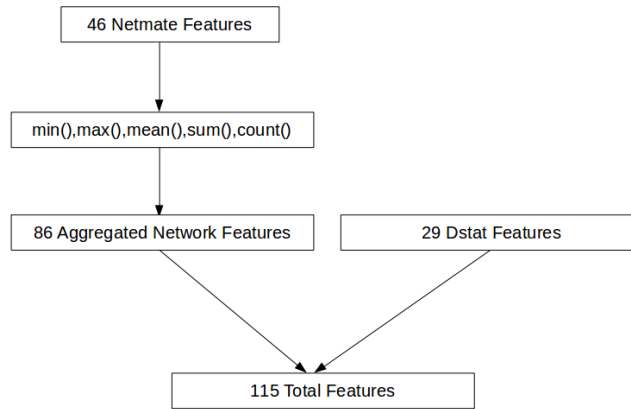 46 Netmate Features
min(),max(),mean(),sum(),count()
86 Aggregated Network Features
29 Dstat Features
115 Total Features